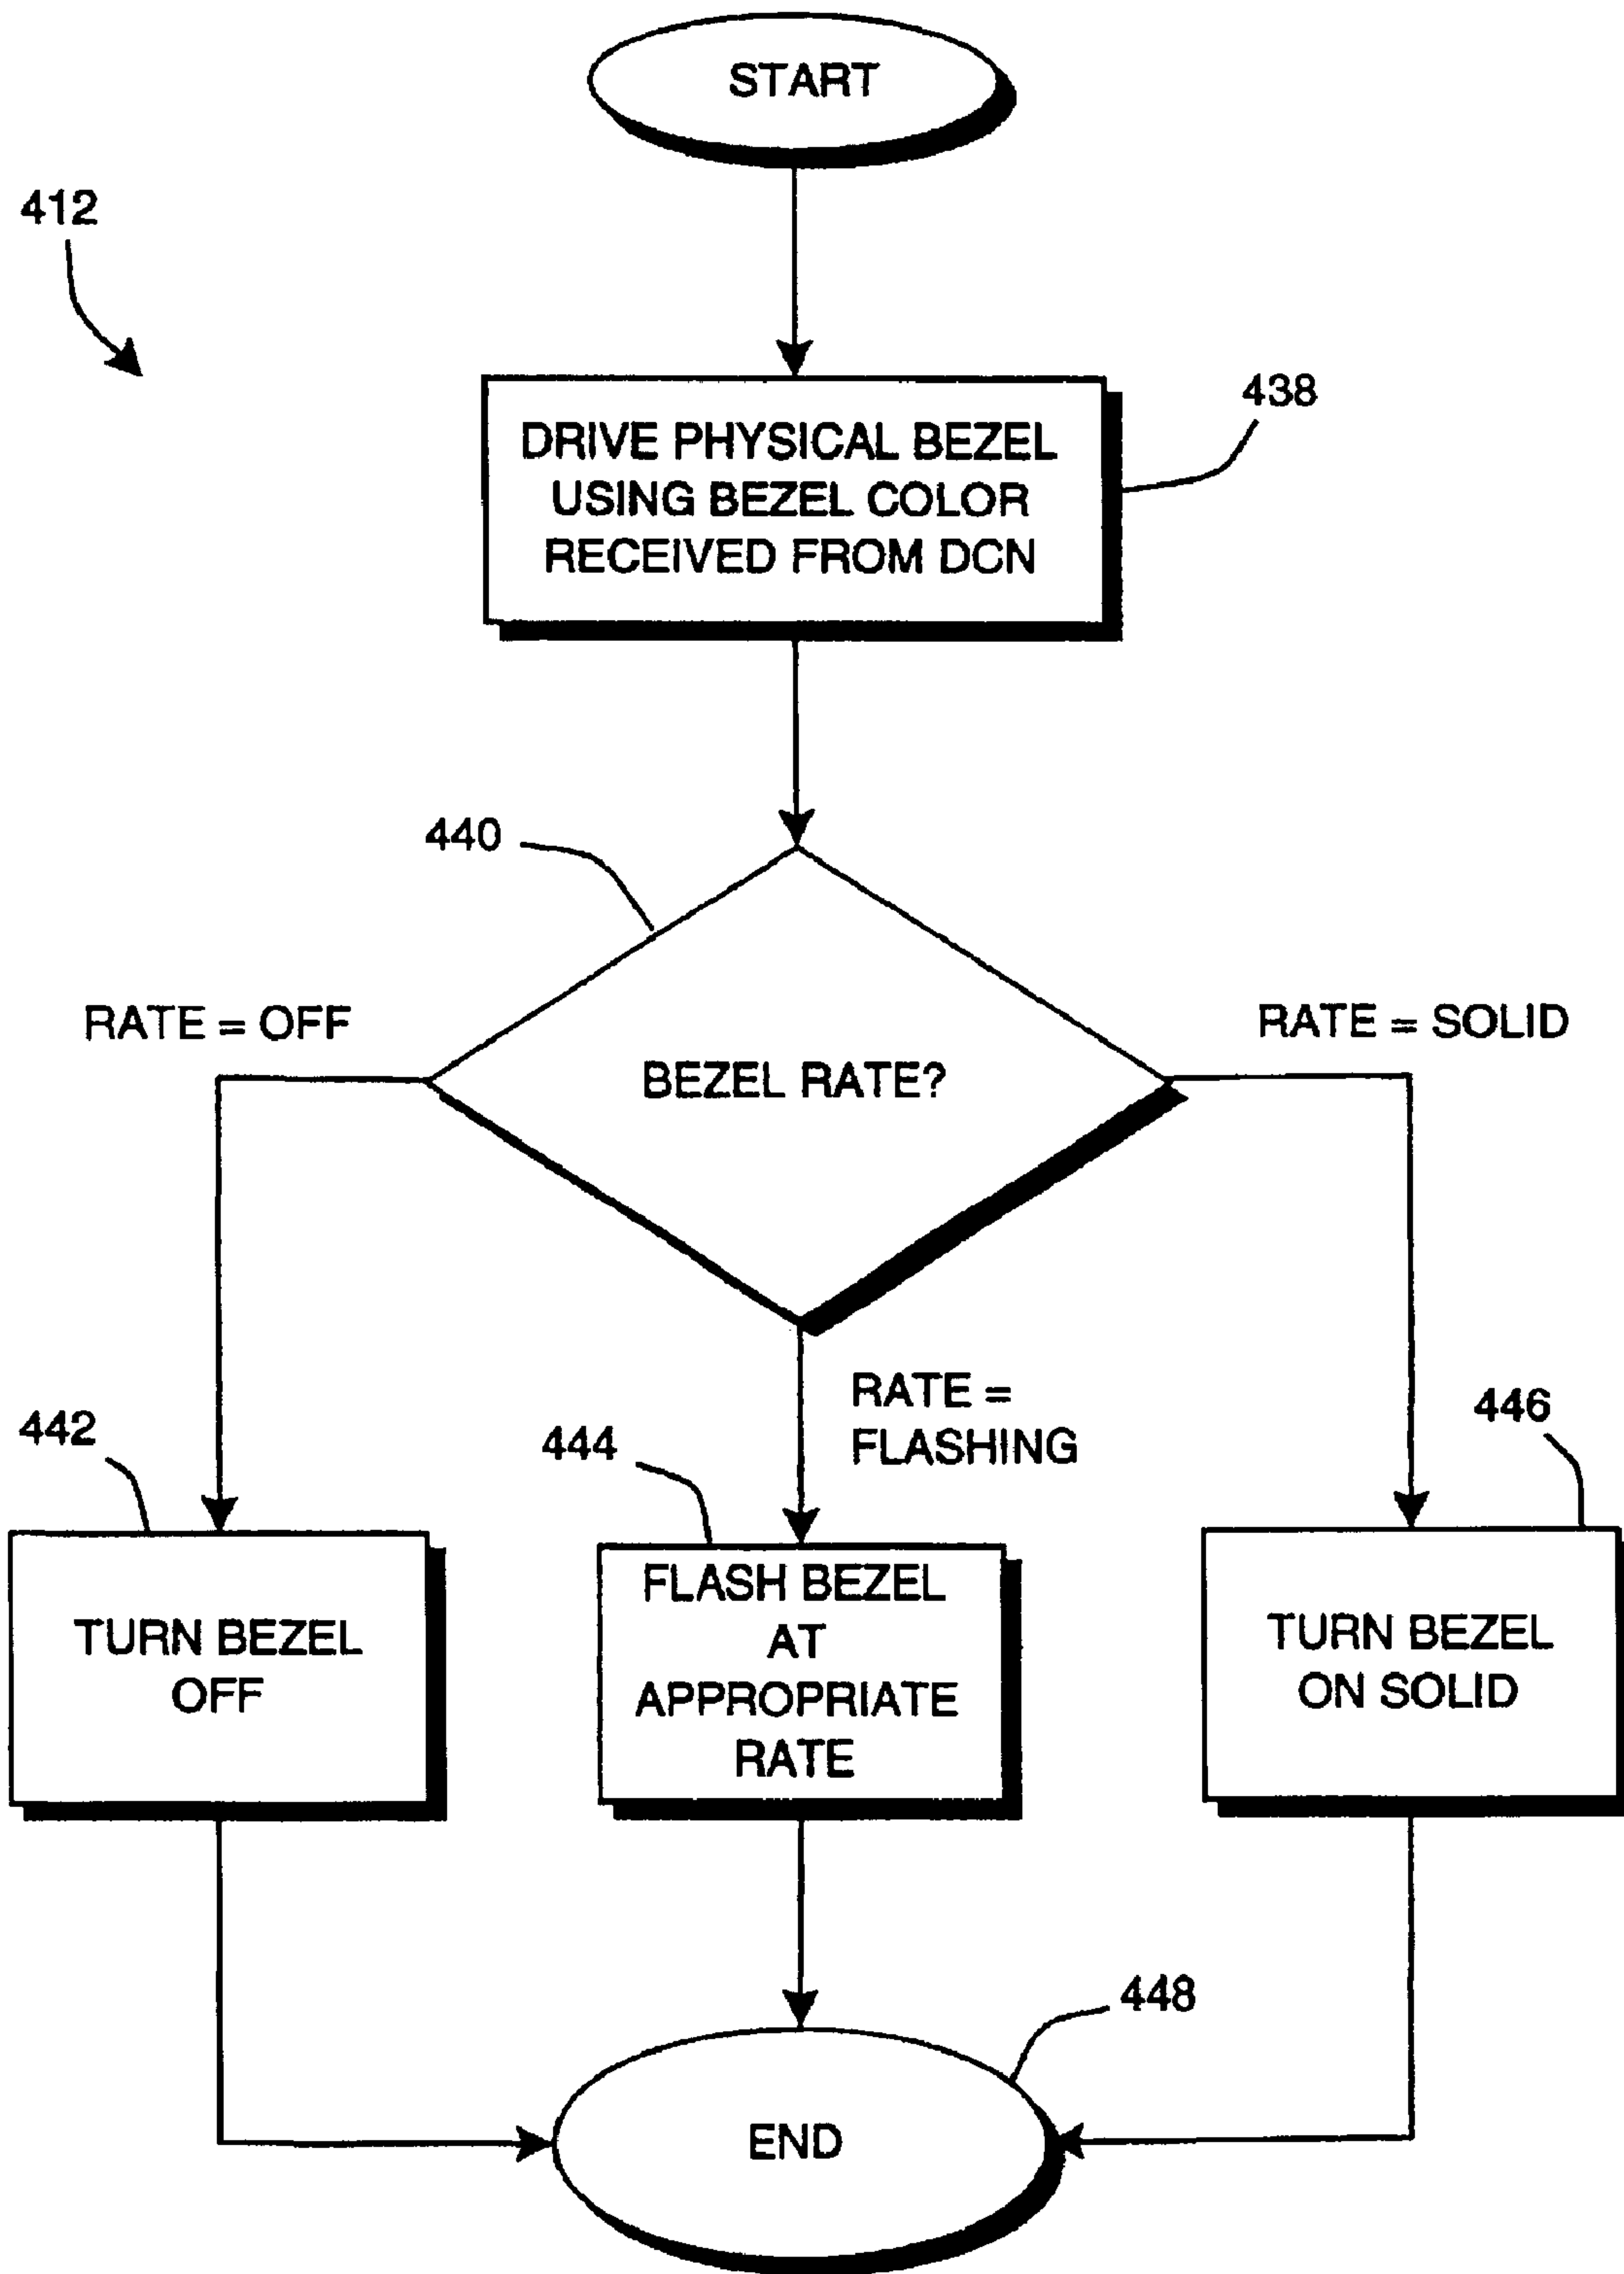 START
412
438
DRIVE PHYSICAL BEZEL
USING BEZEL COLOR
RECEIVED FROM DCN
440
RATE = OFF
BEZEL RATE?
RATE = SOLID
RATE =
FLASHING
442
444
446
TURN BEZEL
OFF
FLASH BEZEL
AT
APPROPRIATE
RATE
TURN BEZEL
ON SOLID
448
END